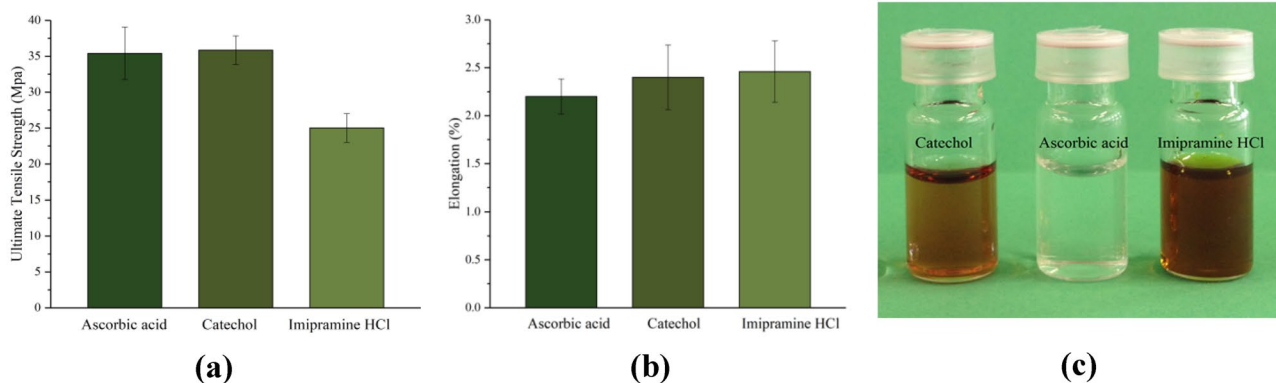 Ultimate Tensile Strength (Mpa)
40
35
30
25
20
15
10
5
0
Ascorbic acid Catechol Imipramine HCl
(a)
Elongation (%)
3.0
2.5
2.0
1.5
1.0
0.5
0.0
Ascorbic acid Catechol Imipramine HCl
(b)
Catechol Ascorbic acid Imipramine HCl
(c)